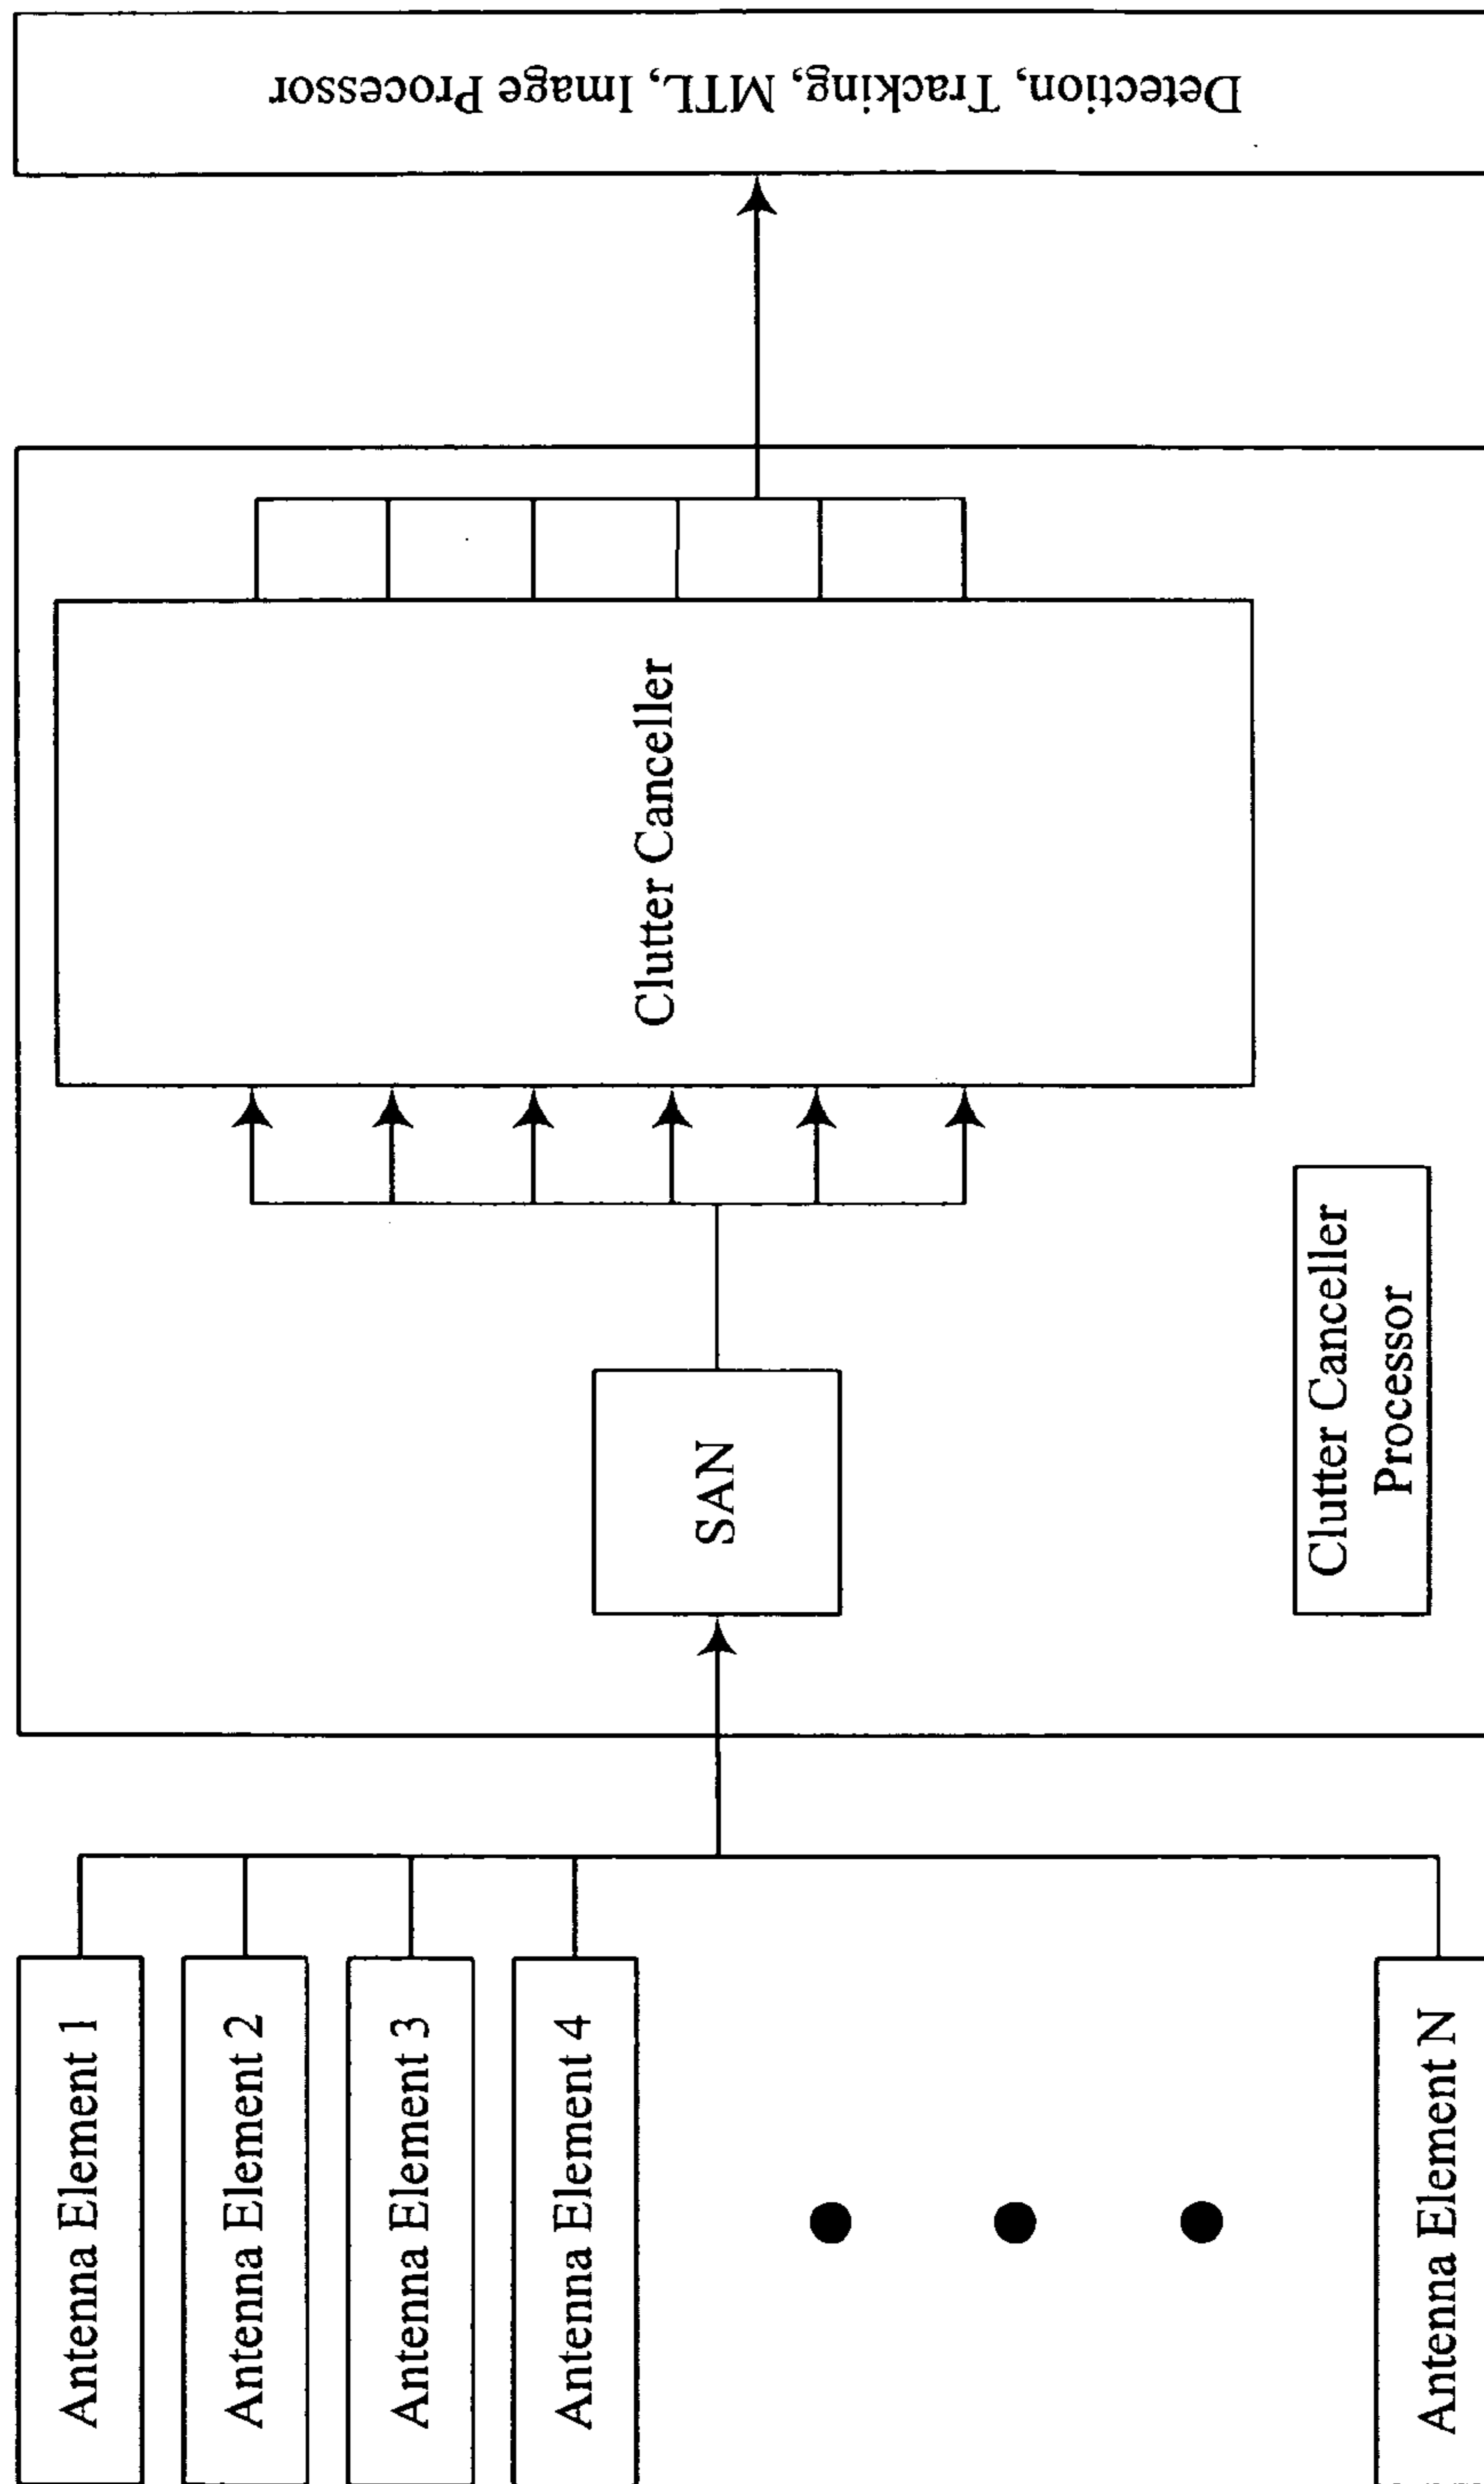 Antenna Element 1
Antenna Element 2
Antenna Element 3
Antenna Element 4
Antenna Element N
SAN
Clutter Canceller
Clutter Canceller
Processor
Detection, Tracking, MTL, Image Processor